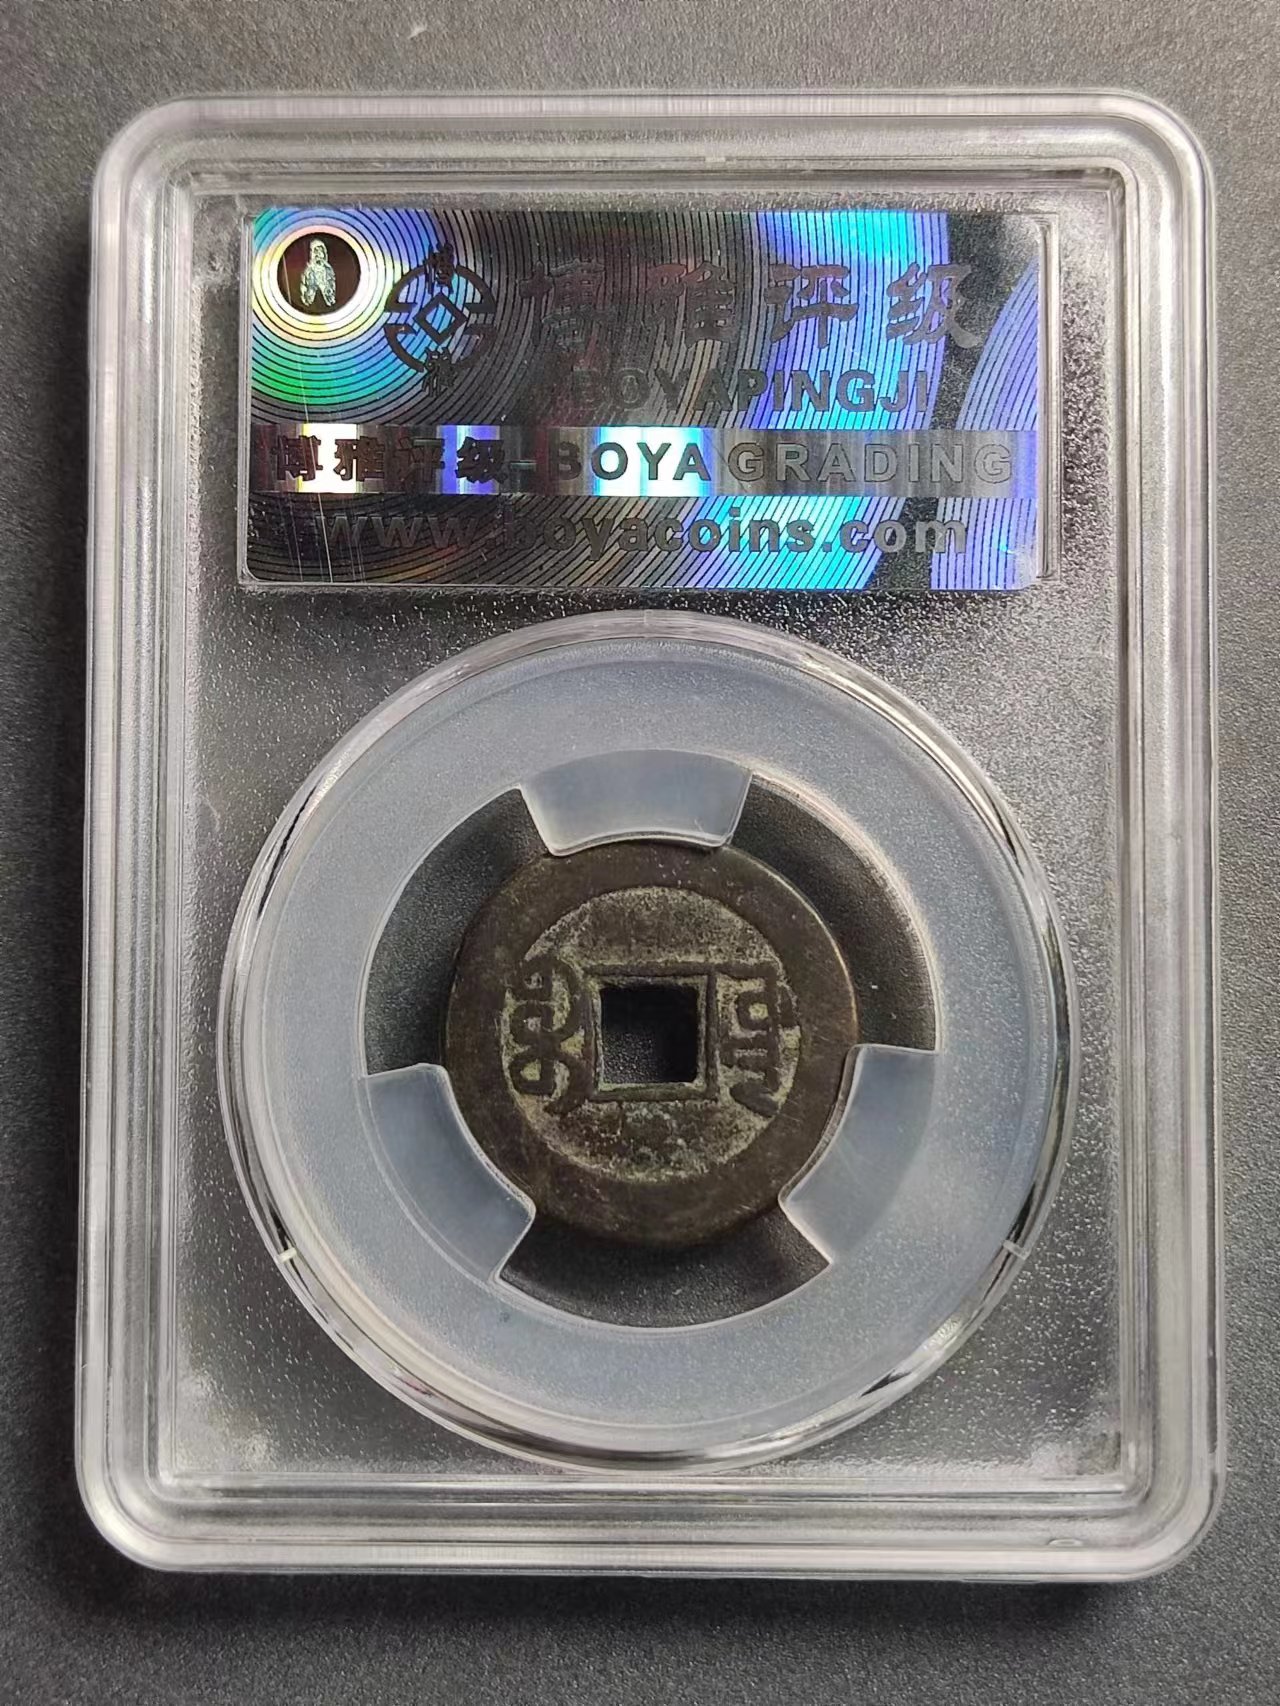 博雅评级
BOYAPINGJI
博雅评级-BOYA GRADING
www.boyacoins.com